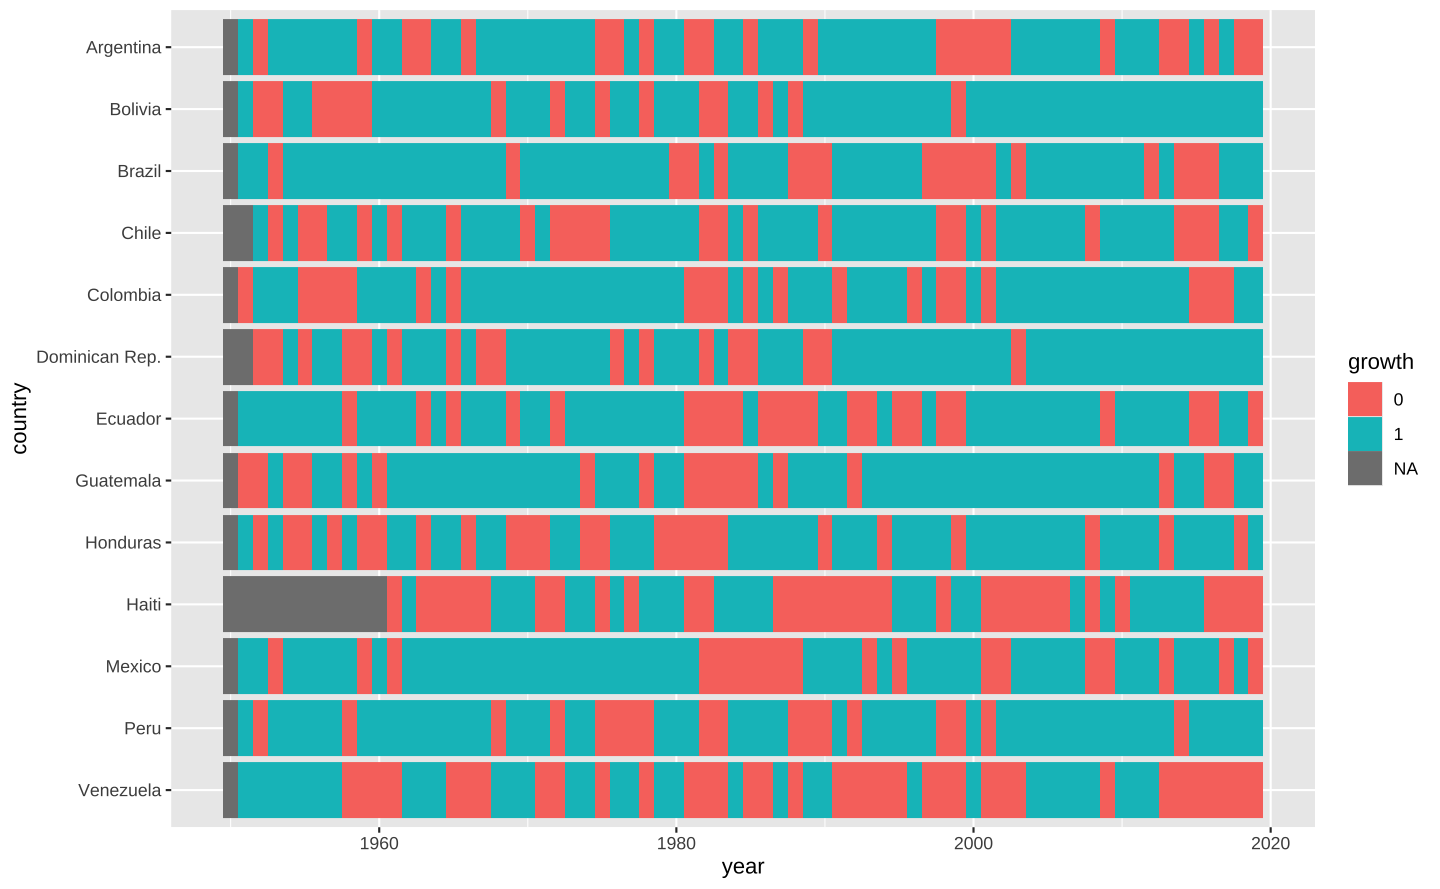 Argentina
Bolivia
Brazil
Chile
Colombia
Dominican Rep.
Ecuador
Guatemala
Honduras
Haiti
Mexico
Peru
Venezuela
country
1960
1980
2000
2020
year
growth
0
1
NA